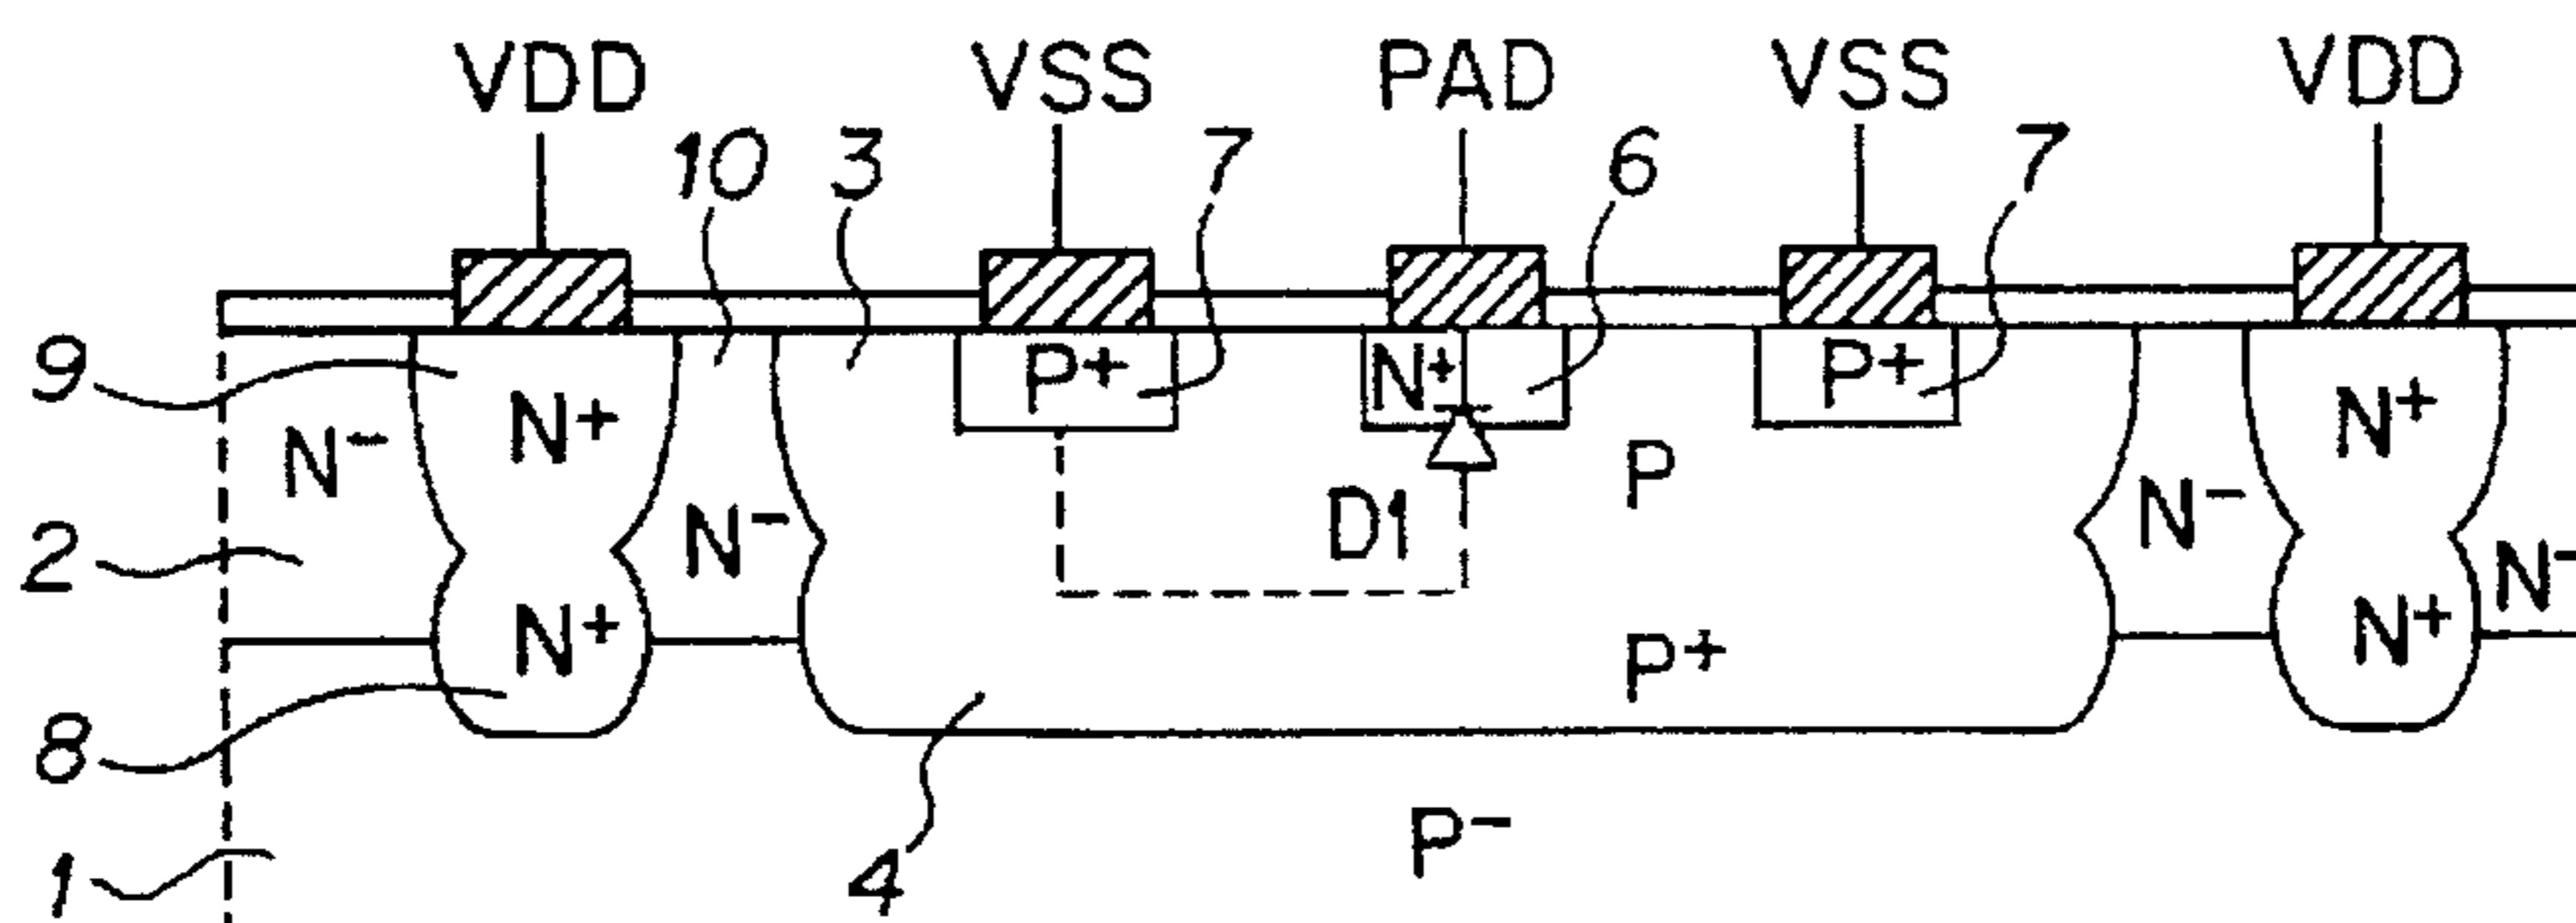 VDD VSS PAD VSS VDD
10 3 7 6 7
9 P+ N+ P+
N- N+ P N+
2 N- D1 N- N-
N+ P+ N+
8
1 4 P-